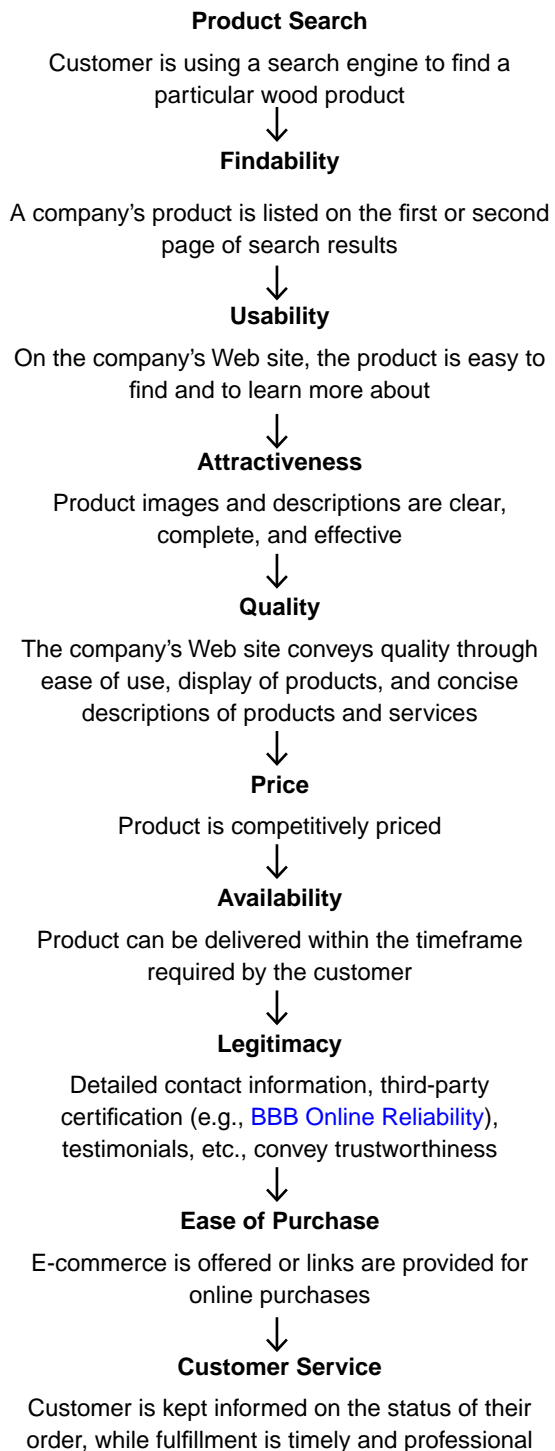 Product Search
Customer is using a search engine to find a
particular wood product
Findability
A company's product is listed on the first or second
page of search results
Usability
On the company's Web site, the product is easy to
find and to learn more about
Attractiveness
Product images and descriptions are clear,
complete, and effective
Quality
The company's Web site conveys quality through
ease of use, display of products, and concise
descriptions of products and services
Price
Product is competitively priced
Availability
Product can be delivered within the timeframe
required by the customer
Legitimacy
Detailed contact information, third-party
certification (e.g., BBB Online Reliability),
testimonials, etc., convey trustworthiness
Ease of Purchase
E-commerce is offered or links are provided for
online purchases
Customer Service
Customer is kept informed on the status of their
order, while fulfillment is timely and professional